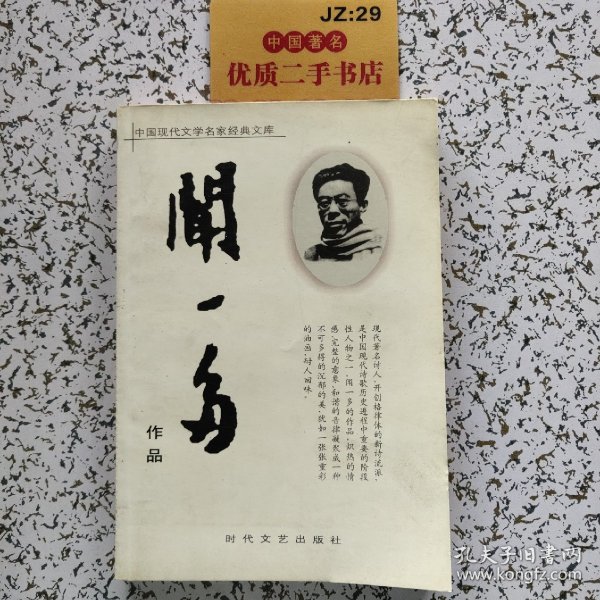 JZ:29
中国著名
优质二手书店
中国现代文学名家经典文库
聞一多
作品
现代著名诗人，开创格律体的新诗流派，
是中国现代诗歌历史进程中重要的阶段
性人物之一。闻一多的作品，炽热的情
感、完整的意象、和谐的音律凝聚成一种
不可多得的沉郁的美，犹如一张张重彩
的油画，耐人回味。
时代文艺出版社
孔夫子旧书网
www.kongfz.com